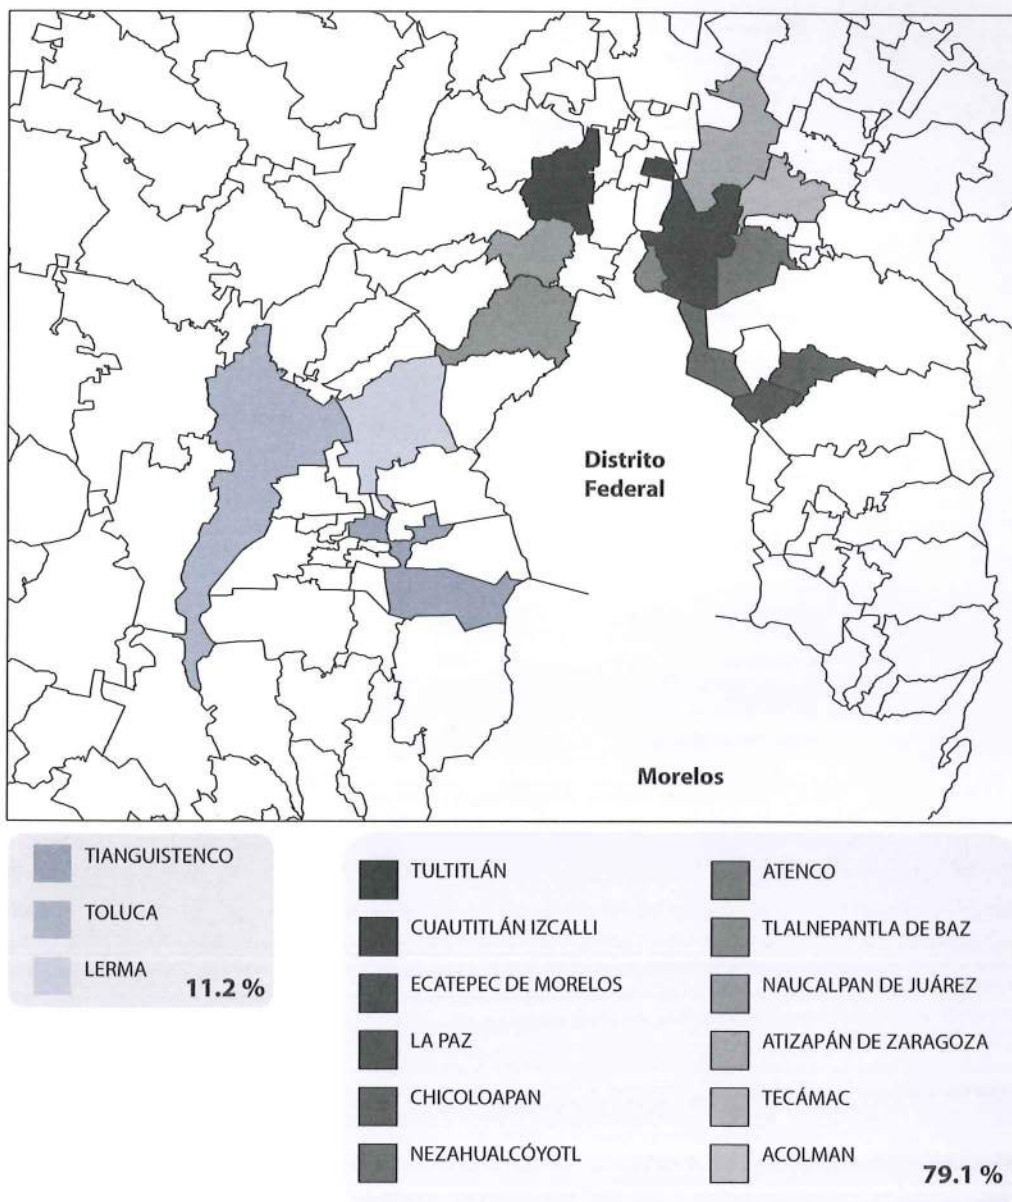 Distrito
Federal
Morelos
TIANGUISTENCO
TOLUCA
LERMA
11.2 %
TULTITLÁN
CUAUTITLÁN IZCALLI
ECATEPEC DE MORELOS
LA PAZ
CHICOLOAPAN
NEZAHUALCÓYOTL
ATENCO
TLALNEPANTLA DE BAZ
NAUCALPAN DE JUÁREZ
ATIZAPÁN DE ZARAGOZA
TECÁMAC
ACOLMAN
79.1 %